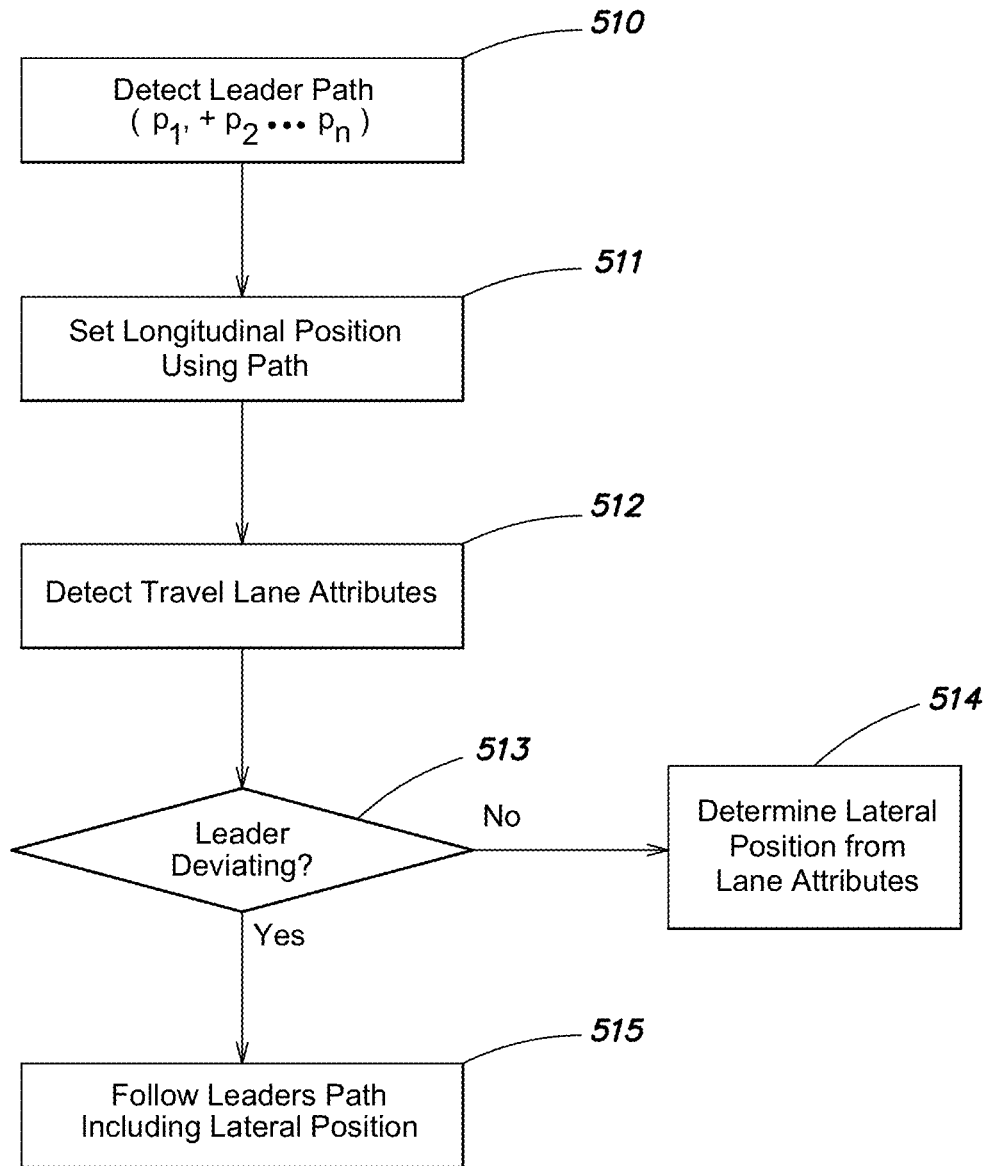 510
Detect Leader Path
( p1, + p2 ••• pn )
511
Set Longitudinal Position
Using Path
512
Detect Travel Lane Attributes
513
Leader
Deviating?
No
514
Determine Lateral
Position from
Lane Attributes
Yes
515
Follow Leaders Path
Including Lateral Position